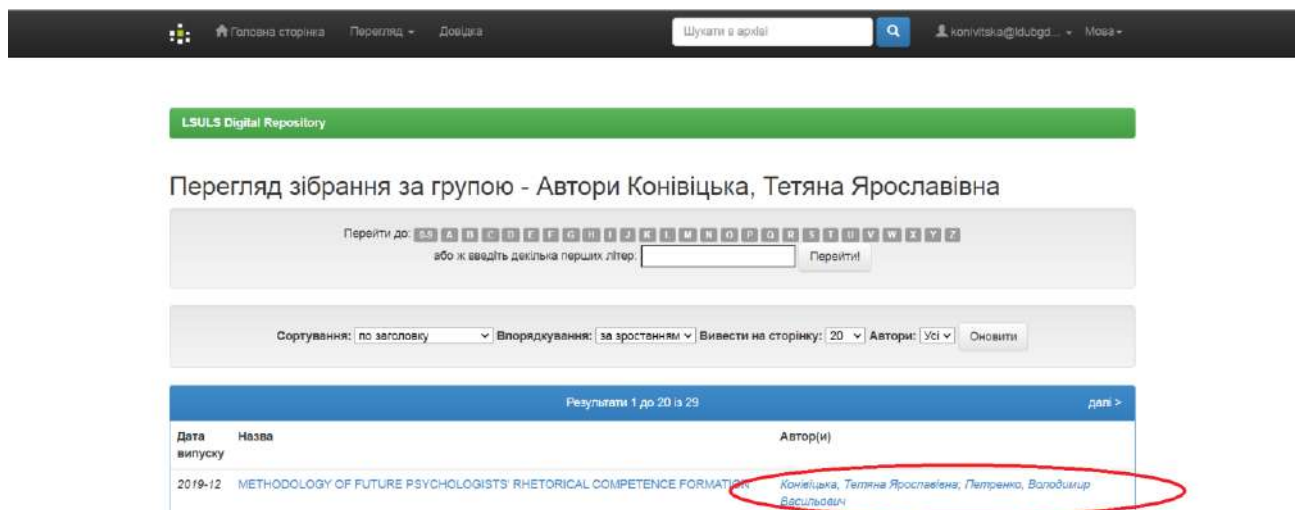 Головна сторінка Перегляд Довідка Шукати в архіві konivitska@ldubgd... Мова
LSULS Digital Repository
Перегляд зібрання за групою - Автори Конівіцька, Тетяна Ярославівна
Перейти до: 0-9 A B C D E F G H I J K L M N O P Q R S T U V W X Y Z
або ж введіть декілька перших літер: Перейти!
Сортування: по заголовку Впорядкування: за зростанням Вивести на сторінку: 20 Автори: Усі Оновити
Результати 1 до 20 із 29 далі >
Дата випуску Назва Автор(и)
2019-12 METHODOLOGY OF FUTURE PSYCHOLOGISTS' RHETORICAL COMPETENCE FORMATION Конівіцька, Тетяна Ярославівна; Петренко, Володимир
Васильович